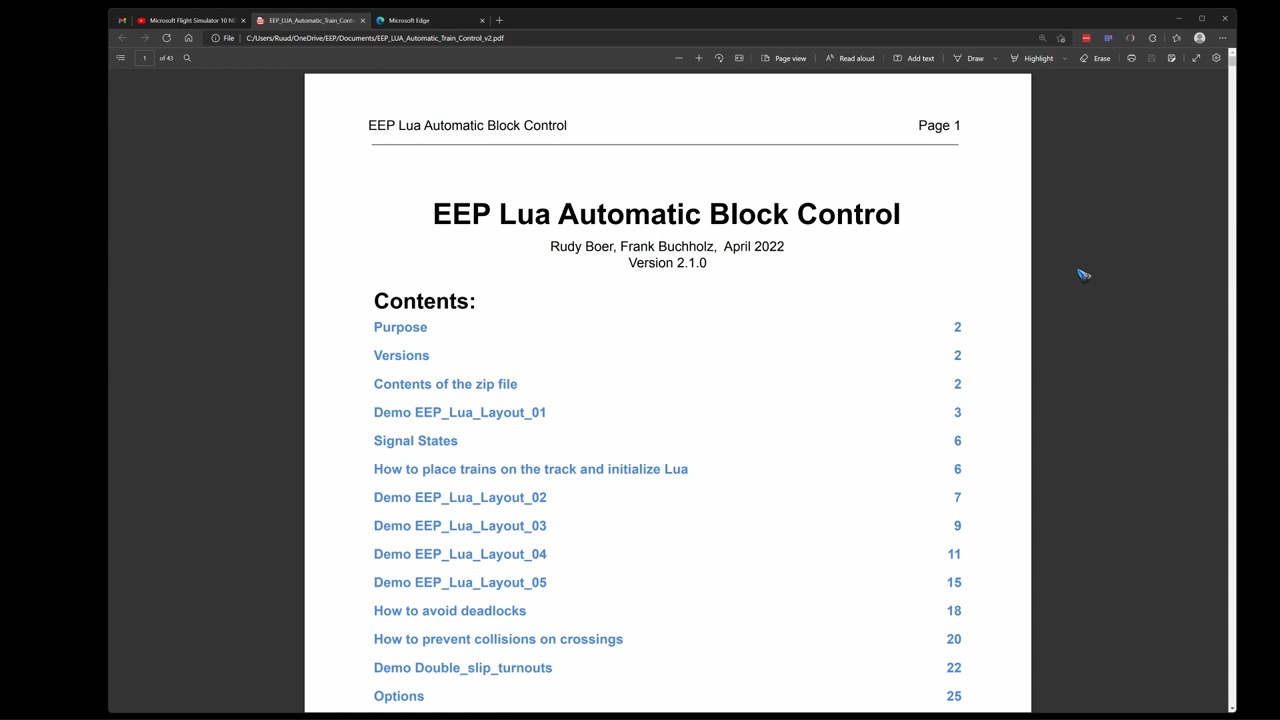 Microsoft Flight Simulator 10 N
EEP_LUA_Automatic_Train_Contr
Microsoft Edge
File
C:/Users/Ruud/OneDrive/EEP/Documents/EEP_LUA_Automatic_Train_Control_v2.pdf
1 of 43
Page view
Read aloud
Add text
Draw
Highlight
Erase
EEP Lua Automatic Block Control Page 1
EEP Lua Automatic Block Control
Rudy Boer, Frank Buchholz, April 2022
Version 2.1.0
Contents:
Purpose 2
Versions 2
Contents of the zip file 2
Demo EEP_Lua_Layout_01 3
Signal States 6
How to place trains on the track and initialize Lua 6
Demo EEP_Lua_Layout_02 7
Demo EEP_Lua_Layout_03 9
Demo EEP_Lua_Layout_04 11
Demo EEP_Lua_Layout_05 15
How to avoid deadlocks 18
How to prevent collisions on crossings 20
Demo Double_slip_turnouts 22
Options 25